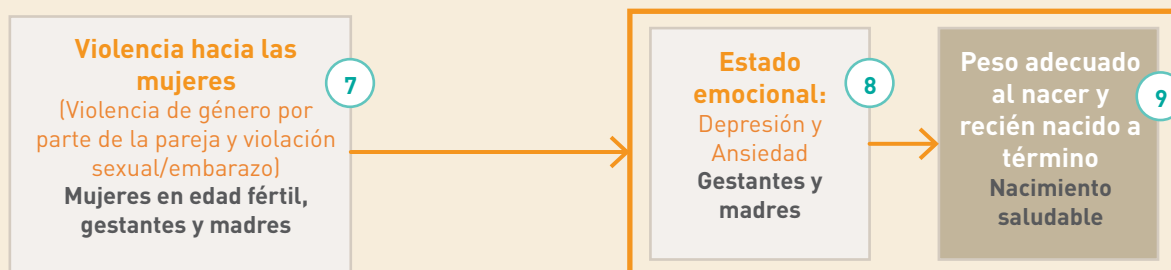 Violencia hacia las
mujeres
(Violencia de género por
parte de la pareja y violación
sexual/embarazo)
Mujeres en edad fértil,
gestantes y madres
7
Estado
emocional:
Depresión y
Ansiedad
Gestantes y
madres
8
Peso adecuado
al nacer y
recién nacido a
término
Nacimiento
saludable
9